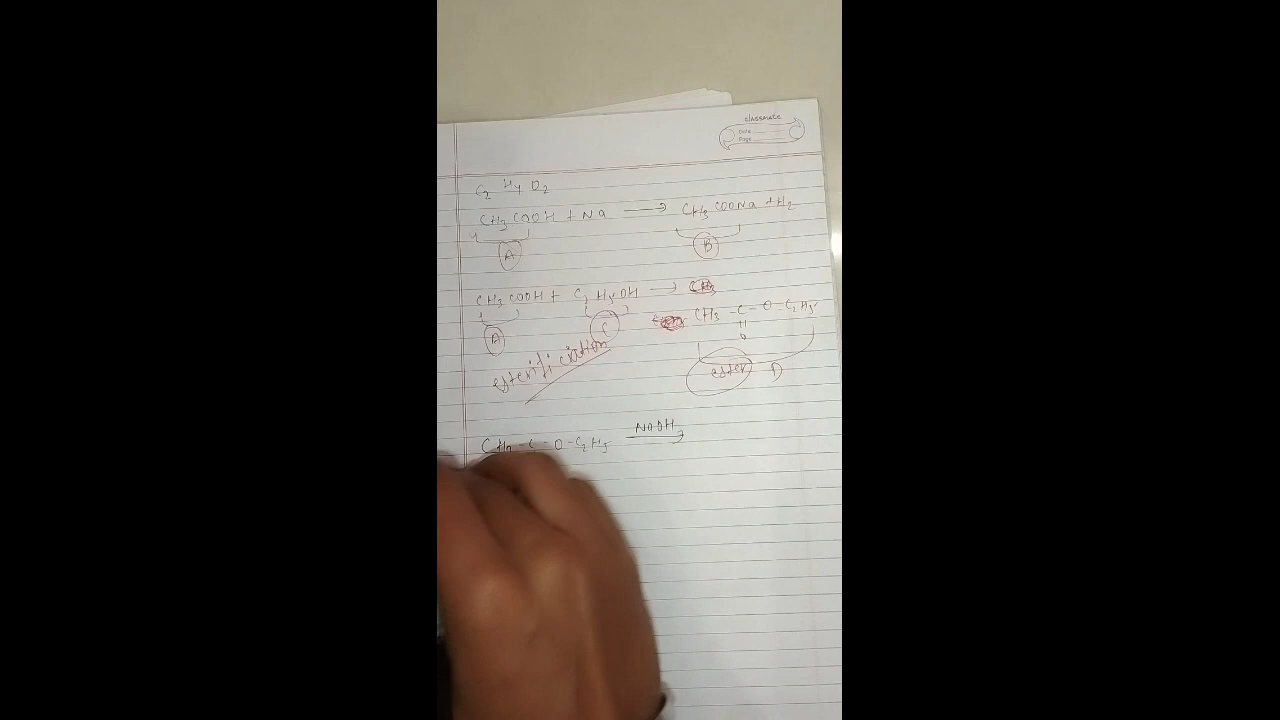 classmate
Date
Page
C2 H4 O2
CH3 COOH + Na → CH3 COONa + H2
A B
CH3 COOH + C2 H5 OH →
CH3 - C - O - C2 H5
O
A C
esterification
ester D
CH3 - C - O - C2 H5 NaOH →